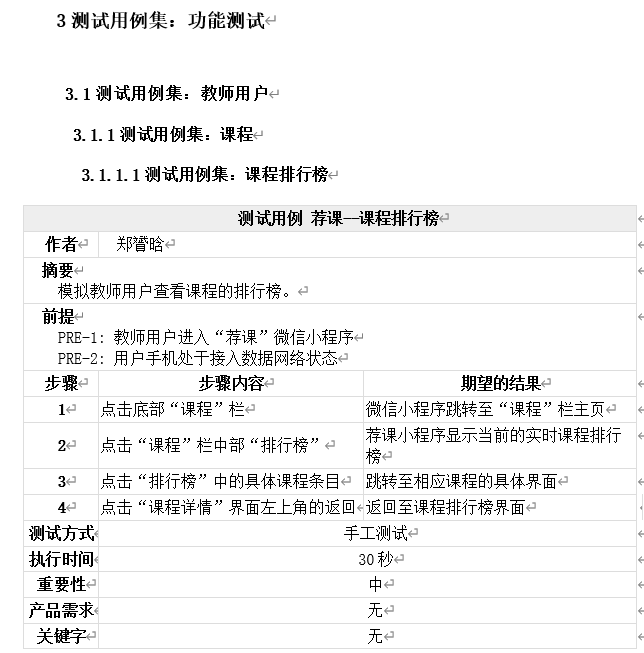 3 测试用例集：功能测试
3.1 测试用例集：教师用户
3.1.1 测试用例集：课程
3.1.1.1 测试用例集：课程排行榜
测试用例 荐课--课程排行榜
作者 郑贇晗
摘要
模拟教师用户查看课程的排行榜。
前提
PRE-1: 教师用户进入“荐课”微信小程序
PRE-2: 用户手机处于接入数据网络状态
步骤 步骤内容 期望的结果
1 点击底部“课程”栏 微信小程序跳转至“课程”栏主页
2 点击“课程”栏中部“排行榜” 荐课小程序显示当前的实时课程排行
榜
3 点击“排行榜”中的具体课程条目 跳转至相应课程的具体界面
4 点击“课程详情”界面左上角的返回 返回至课程排行榜界面
测试方式 手工测试
执行时间 30 秒
重要性 中
产品需求 无
关键字 无